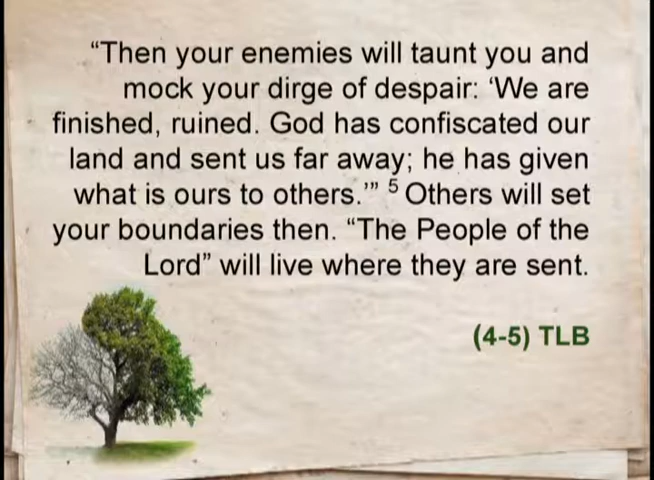 “Then your enemies will taunt you and
mock your dirge of despair: ‘We are
finished, ruined. God has confiscated our
land and sent us far away; he has given
what is ours to others.’” 5 Others will set
your boundaries then. “The People of the
Lord” will live where they are sent.
(4-5) TLB